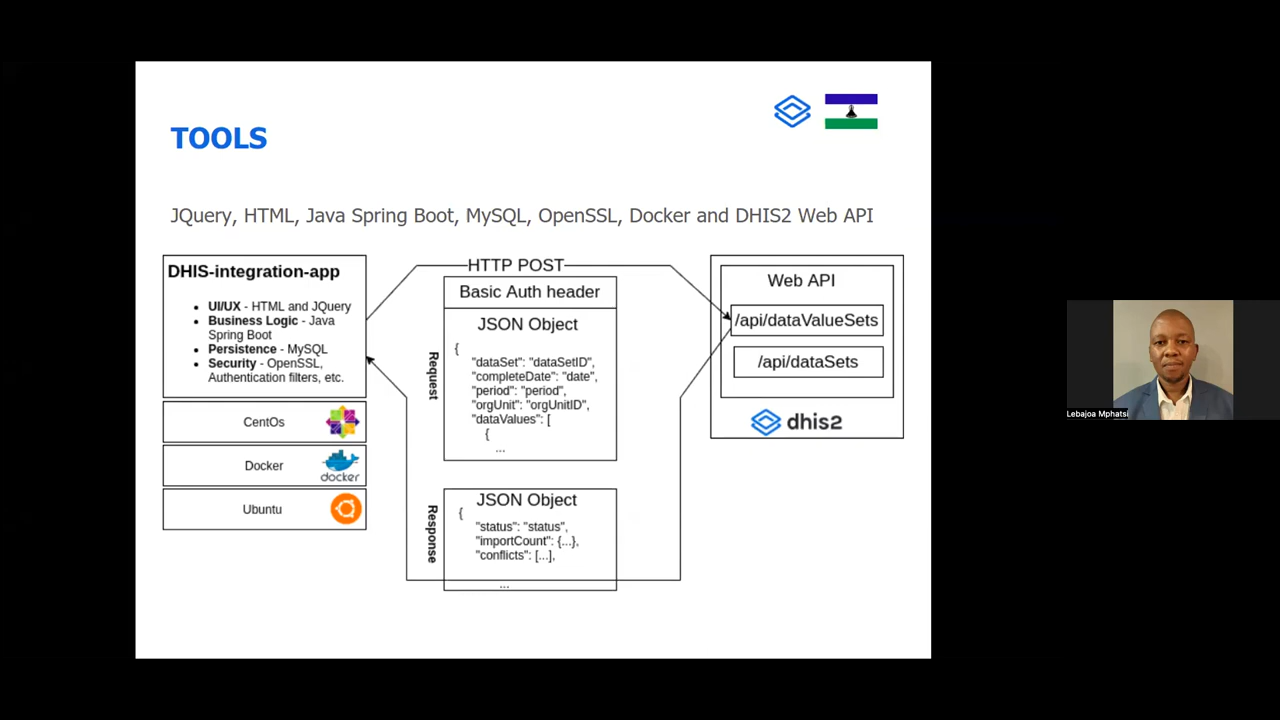 TOOLS
JQuery, HTML, Java Spring Boot, MySQL, OpenSSL, Docker and DHIS2 Web API
DHIS-integration-app
• UI/UX - HTML and JQuery
• Business Logic - Java
Spring Boot
• Persistence - MySQL
• Security - OpenSSL,
Authentication filters, etc.
CentOs
Docker
docker
Ubuntu
HTTP POST
Basic Auth header
Request
JSON Object
{
"dataSet": "dataSetID",
"completeDate": "date",
"period": "period",
"orgUnit": "orgUnitID",
"dataValues": [
{
...
Response
JSON Object
{
"status": "status",
"importCount": {...},
"conflicts": [...],
...
Web API
/api/dataValueSets
/api/dataSets
dhis2
Lebajoa Mphatsi